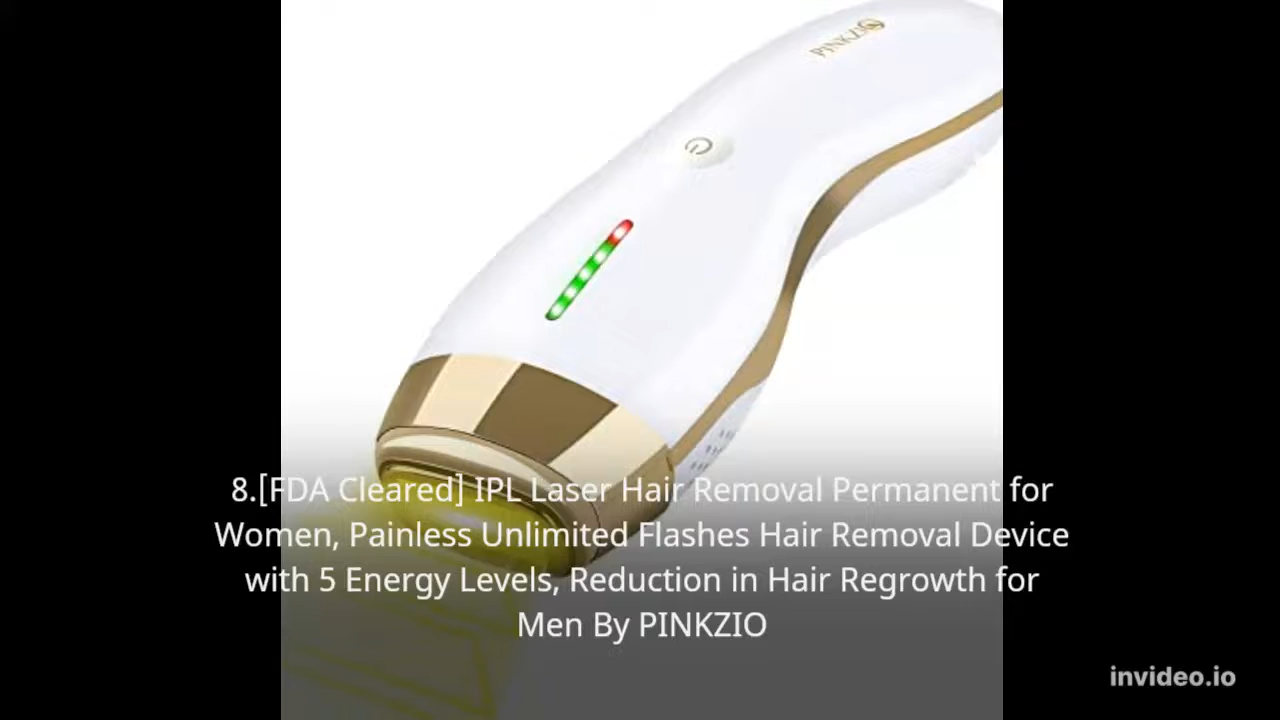 PINKZIO
8.[FDA Cleared] IPL Laser Hair Removal Permanent for
Women, Painless Unlimited Flashes Hair Removal Device
with 5 Energy Levels, Reduction in Hair Regrowth for
Men By PINKZIO
invideo.io